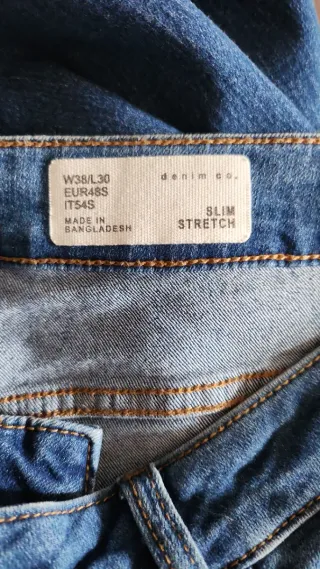 W38/L30
denim co.
EUR48S
IT54S
MADE IN
BANGLADESH
SLIM
STRETCH